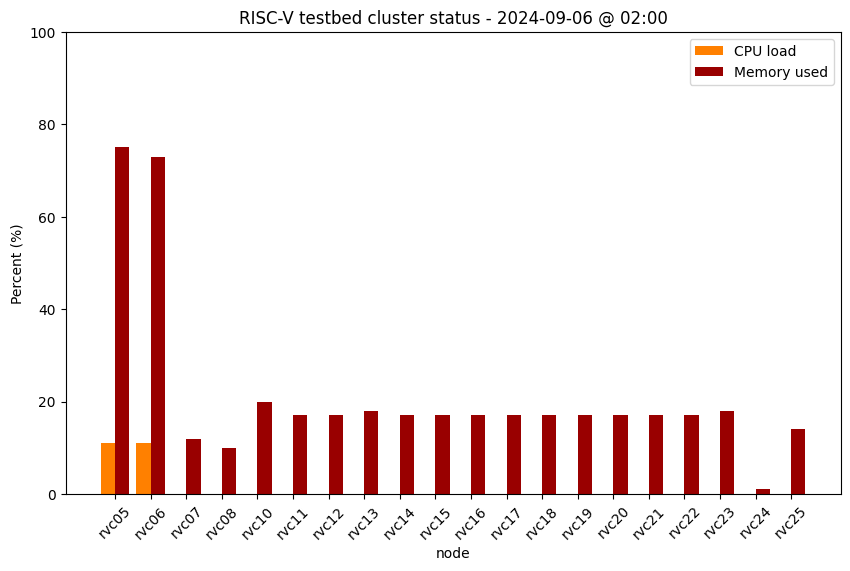 RISC-V testbed cluster status - 2024-09-06 @ 02:00
CPU load
Memory used
Percent (%)
100
80
60
40
20
0
rvc05
rvc06
rvc07
rvc08
rvc10
rvc11
rvc12
rvc13
rvc14
rvc15
rvc16
rvc17
rvc18
rvc19
rvc20
rvc21
rvc22
rvc23
rvc24
rvc25
node